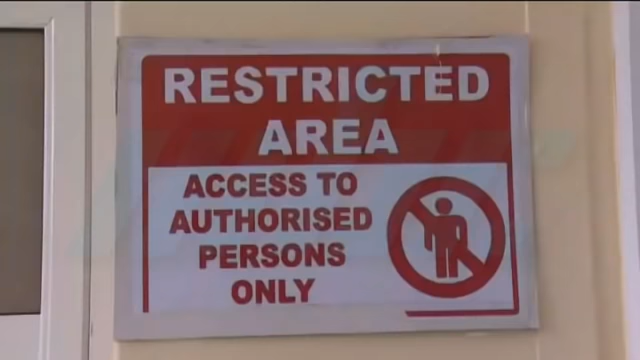 RESTRICTED
AREA
ACCESS TO
AUTHORISED
PERSONS
ONLY